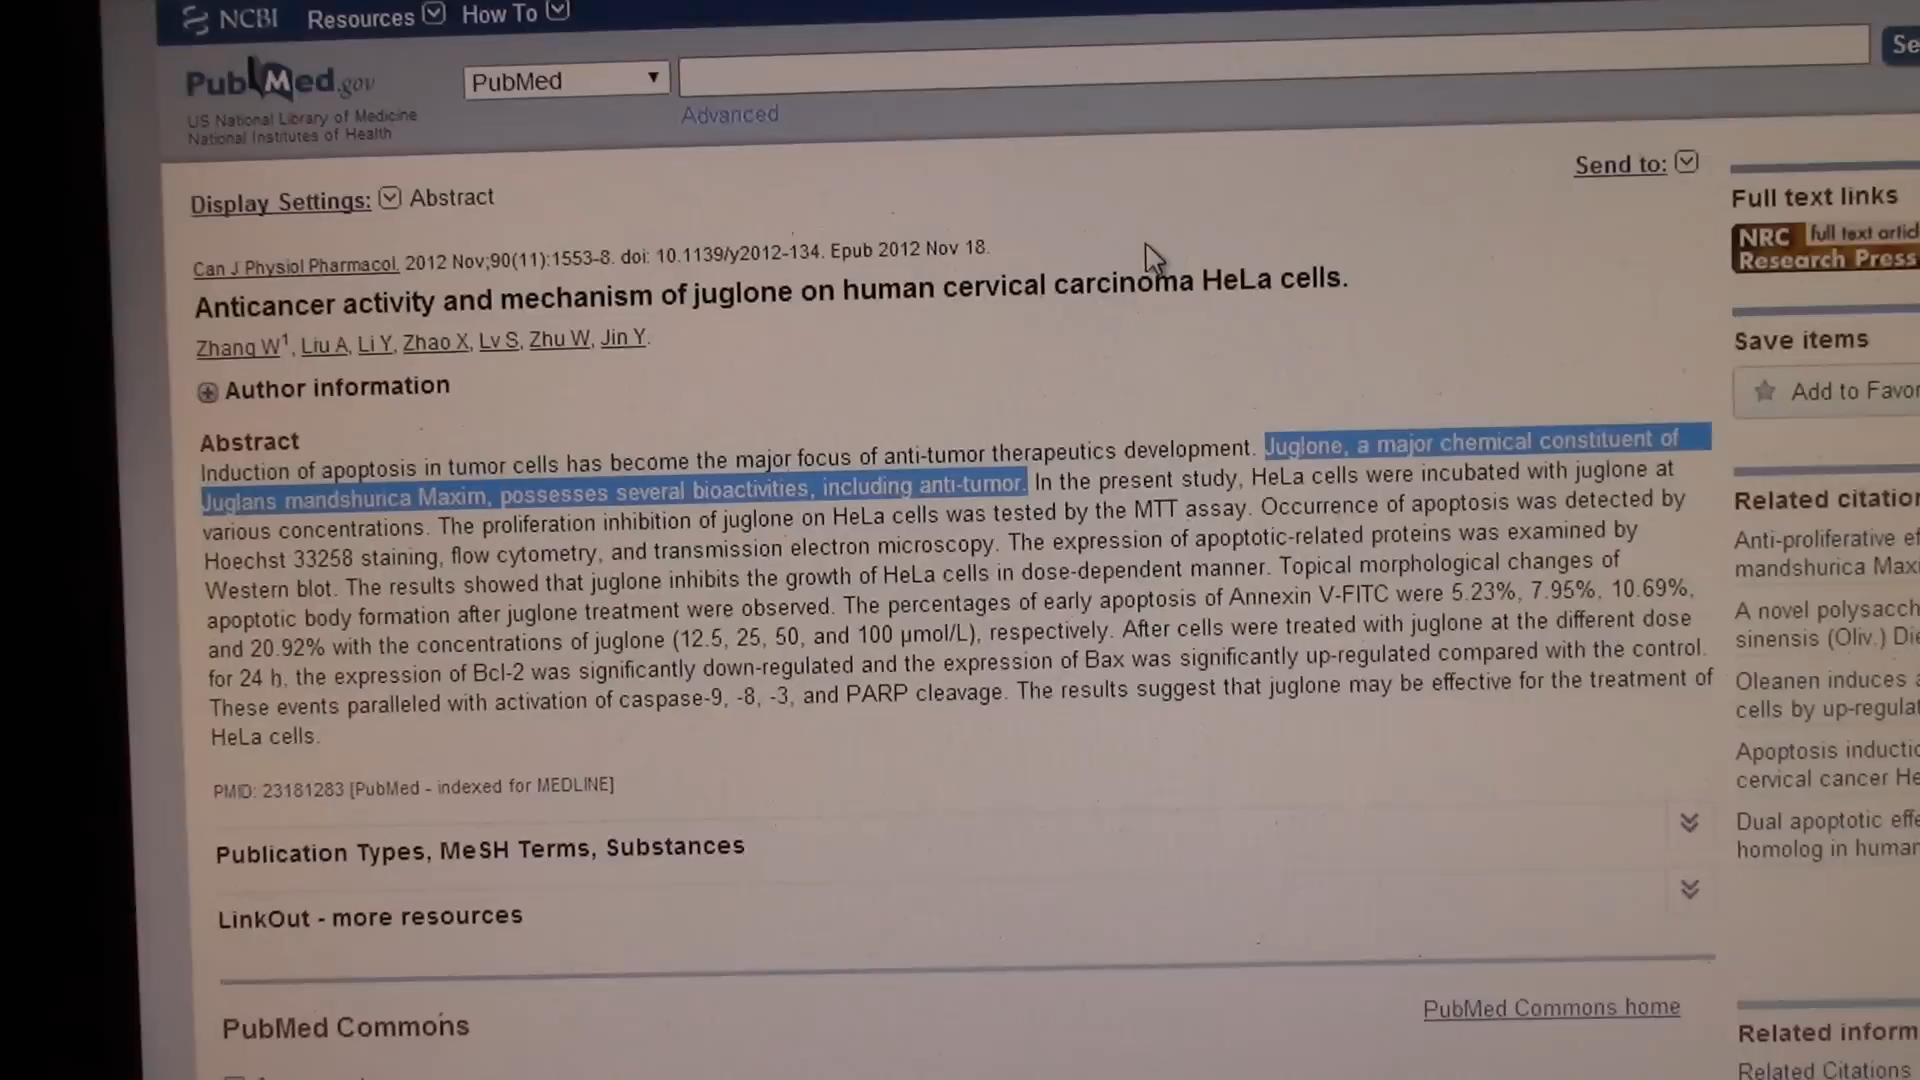 NCBI Resources How To
PubMed.gov
US National Library of Medicine
National Institutes of Health
PubMed
Advanced
Se
Display Settings: Abstract
Send to:
Can J Physiol Pharmacol. 2012 Nov;90(11):1553-8. doi: 10.1139/y2012-134. Epub 2012 Nov 18.
Anticancer activity and mechanism of juglone on human cervical carcinoma HeLa cells.
Zhang W1, Liu A, Li Y, Zhao X, Lv S, Zhu W, Jin Y.
Author information
Abstract
Induction of apoptosis in tumor cells has become the major focus of anti-tumor therapeutics development. Juglone, a major chemical constituent of
Juglans mandshurica Maxim, possesses several bioactivities, including anti-tumor. In the present study, HeLa cells were incubated with juglone at
various concentrations. The proliferation inhibition of juglone on HeLa cells was tested by the MTT assay. Occurrence of apoptosis was detected by
Hoechst 33258 staining, flow cytometry, and transmission electron microscopy. The expression of apoptotic-related proteins was examined by
Western blot. The results showed that juglone inhibits the growth of HeLa cells in dose-dependent manner. Topical morphological changes of
apoptotic body formation after juglone treatment were observed. The percentages of early apoptosis of Annexin V-FITC were 5.23%, 7.95%, 10.69%,
and 20.92% with the concentrations of juglone (12.5, 25, 50, and 100 μmol/L), respectively. After cells were treated with juglone at the different dose
for 24 h, the expression of Bcl-2 was significantly down-regulated and the expression of Bax was significantly up-regulated compared with the control.
These events paralleled with activation of caspase-9, -8, -3, and PARP cleavage. The results suggest that juglone may be effective for the treatment of
HeLa cells.
PMID: 23181283 [PubMed - indexed for MEDLINE]
Publication Types, MeSH Terms, Substances
LinkOut - more resources
PubMed Commons
PubMed Commons home
Full text links
NRC full text artic
Research Press
Save items
Add to Favor
Related citation
Anti-proliferative ef
mandshurica Maxi
A novel polysacch
sinensis (Oliv.) Die
Oleanen induces a
cells by up-regulat
Apoptosis inductio
cervical cancer He
Dual apoptotic effe
homolog in human
Related inform
Related Citations